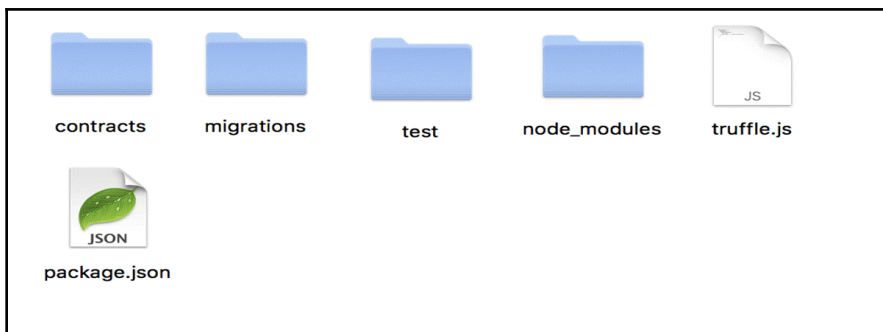 contracts
migrations
test
node_modules
JS
truffle.js
JSON
package.json